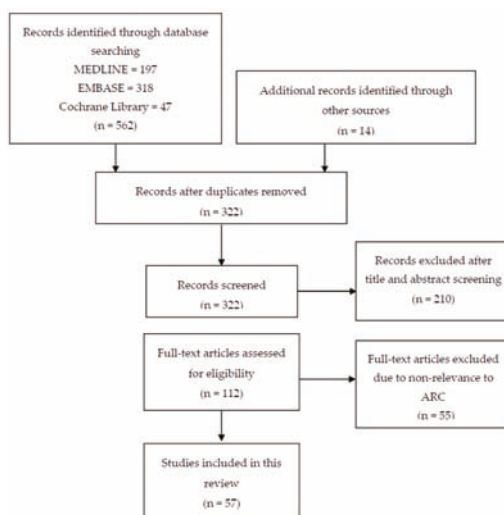 Records identified through database
searching
MEDLINE = 197
EMBASE = 318
Cochrane Library = 47
(n = 562)
Additional records identified through
other sources
(n = 14)
Records after duplicates removed
(n = 322)
Records screened
(n = 322)
Records excluded after
title and abstract screening
(n = 210)
Full-text articles assessed
for eligibility
(n = 112)
Full-text articles excluded
due to non-relevance to
ARC
(n = 55)
Studies included in this
review
(n = 57)